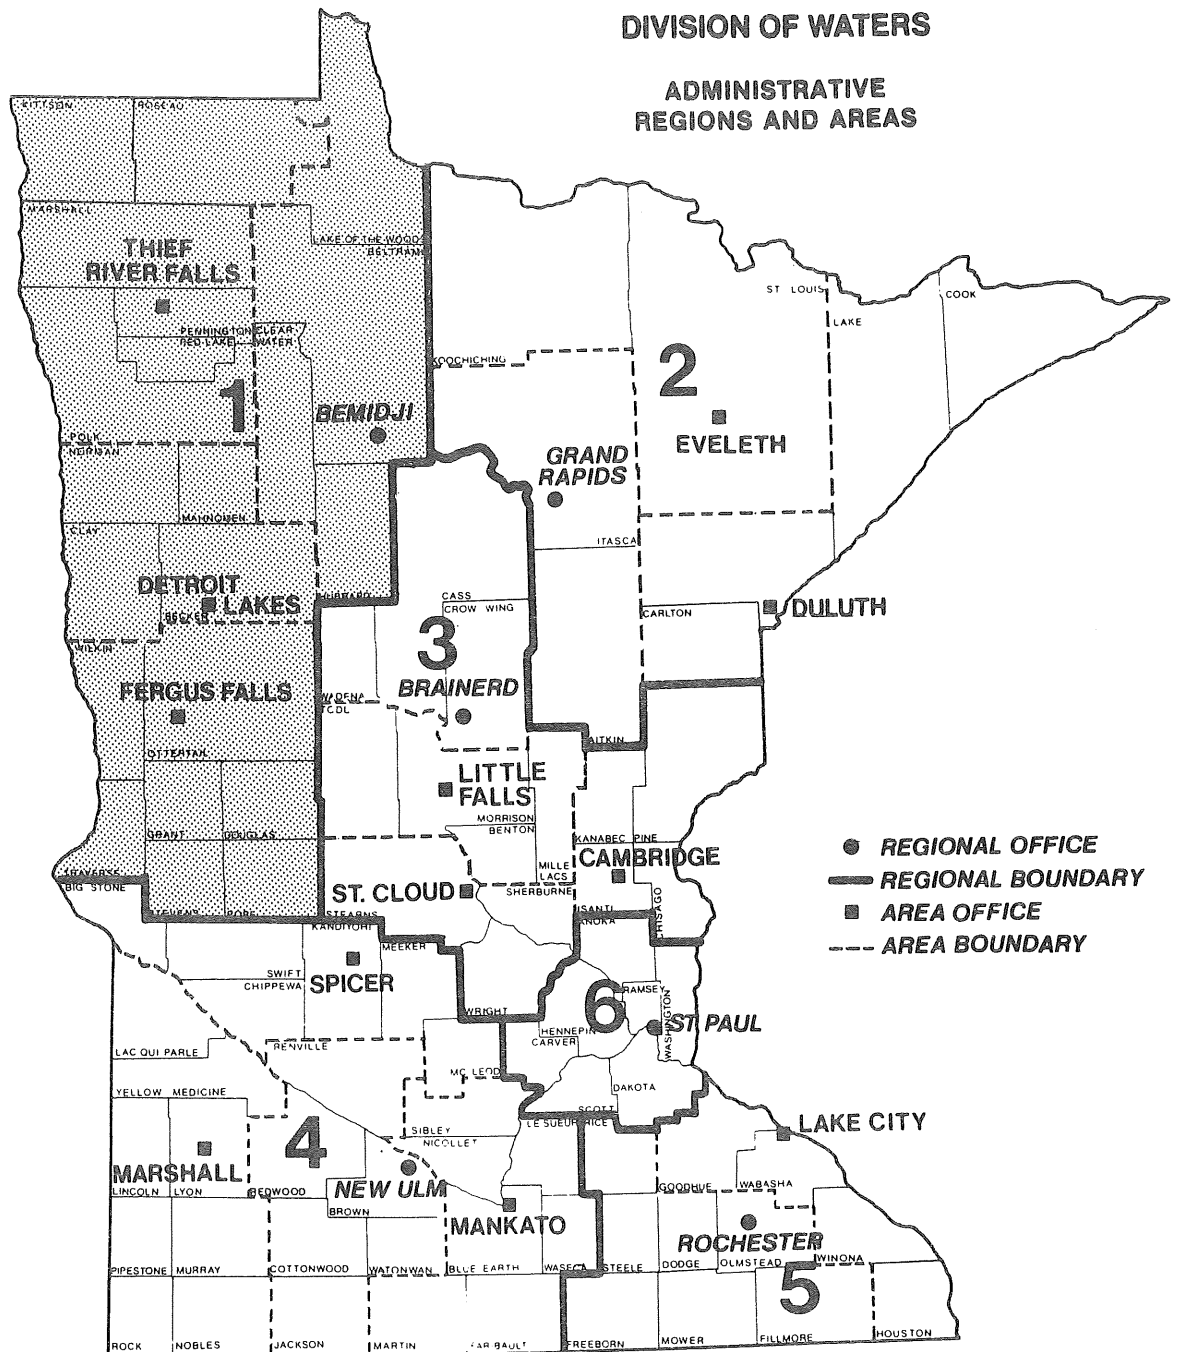 DIVISION OF WATERS
ADMINISTRATIVE
REGIONS AND AREAS
KITTSON
ROSEAU
MARSHALL
THIEF
RIVER FALLS
LAKE OF THE WOODS
BELTRAMI
PENNINGTON
CLEAR
WATER
RED LAKE
1
BEMIDJI
POLK
NORMAN
MAHNOMEN
CLAY
DETROIT
LAKES
BECKER
HUBBARD
WILKIN
FERGUS FALLS
OTTERTAIL
GRANT
DOUGLAS
TRAVERSE
BIG STONE
STEVENS
POPE
KOOCHICHING
ST LOUIS
LAKE
COOK
2
EVELETH
GRAND
RAPIDS
ITASCA
CARLTON
DULUTH
AITKIN
CASS
CROW WING
3
BRAINERD
WADENA
TODD
LITTLE
FALLS
MORRISON
BENTON
MILLE
LACS
KANABEC
PINE
CAMBRIDGE
ST. CLOUD
SHERBURNE
STEARNS
ISANTI
ANOKA
CHISAGO
REGIONAL OFFICE
REGIONAL BOUNDARY
AREA OFFICE
AREA BOUNDARY
KANDIYOHI
MEEKER
SWIFT
CHIPPEWA
SPICER
WRIGHT
6
RAMSEY
ST. PAUL
WASHINGTON
HENNEPIN
CARVER
DAKOTA
SCOTT
LAC QUI PARLE
RENVILLE
MC LEOD
YELLOW MEDICINE
4
SIBLEY
NICOLLET
LE SUEUR
RICE
LAKE CITY
MARSHALL
LINCOLN
LYON
REDWOOD
NEW ULM
BROWN
MANKATO
GOODHUE
WABASHA
ROCHESTER
PIPESTONE
MURRAY
COTTONWOOD
WATONWAN
BLUE EARTH
WASECA
STEELE
DODGE
OLMSTEAD
WINONA
5
ROCK
NOBLES
JACKSON
MARTIN
FREEBORN
MOWER
FILLMORE
HOUSTON